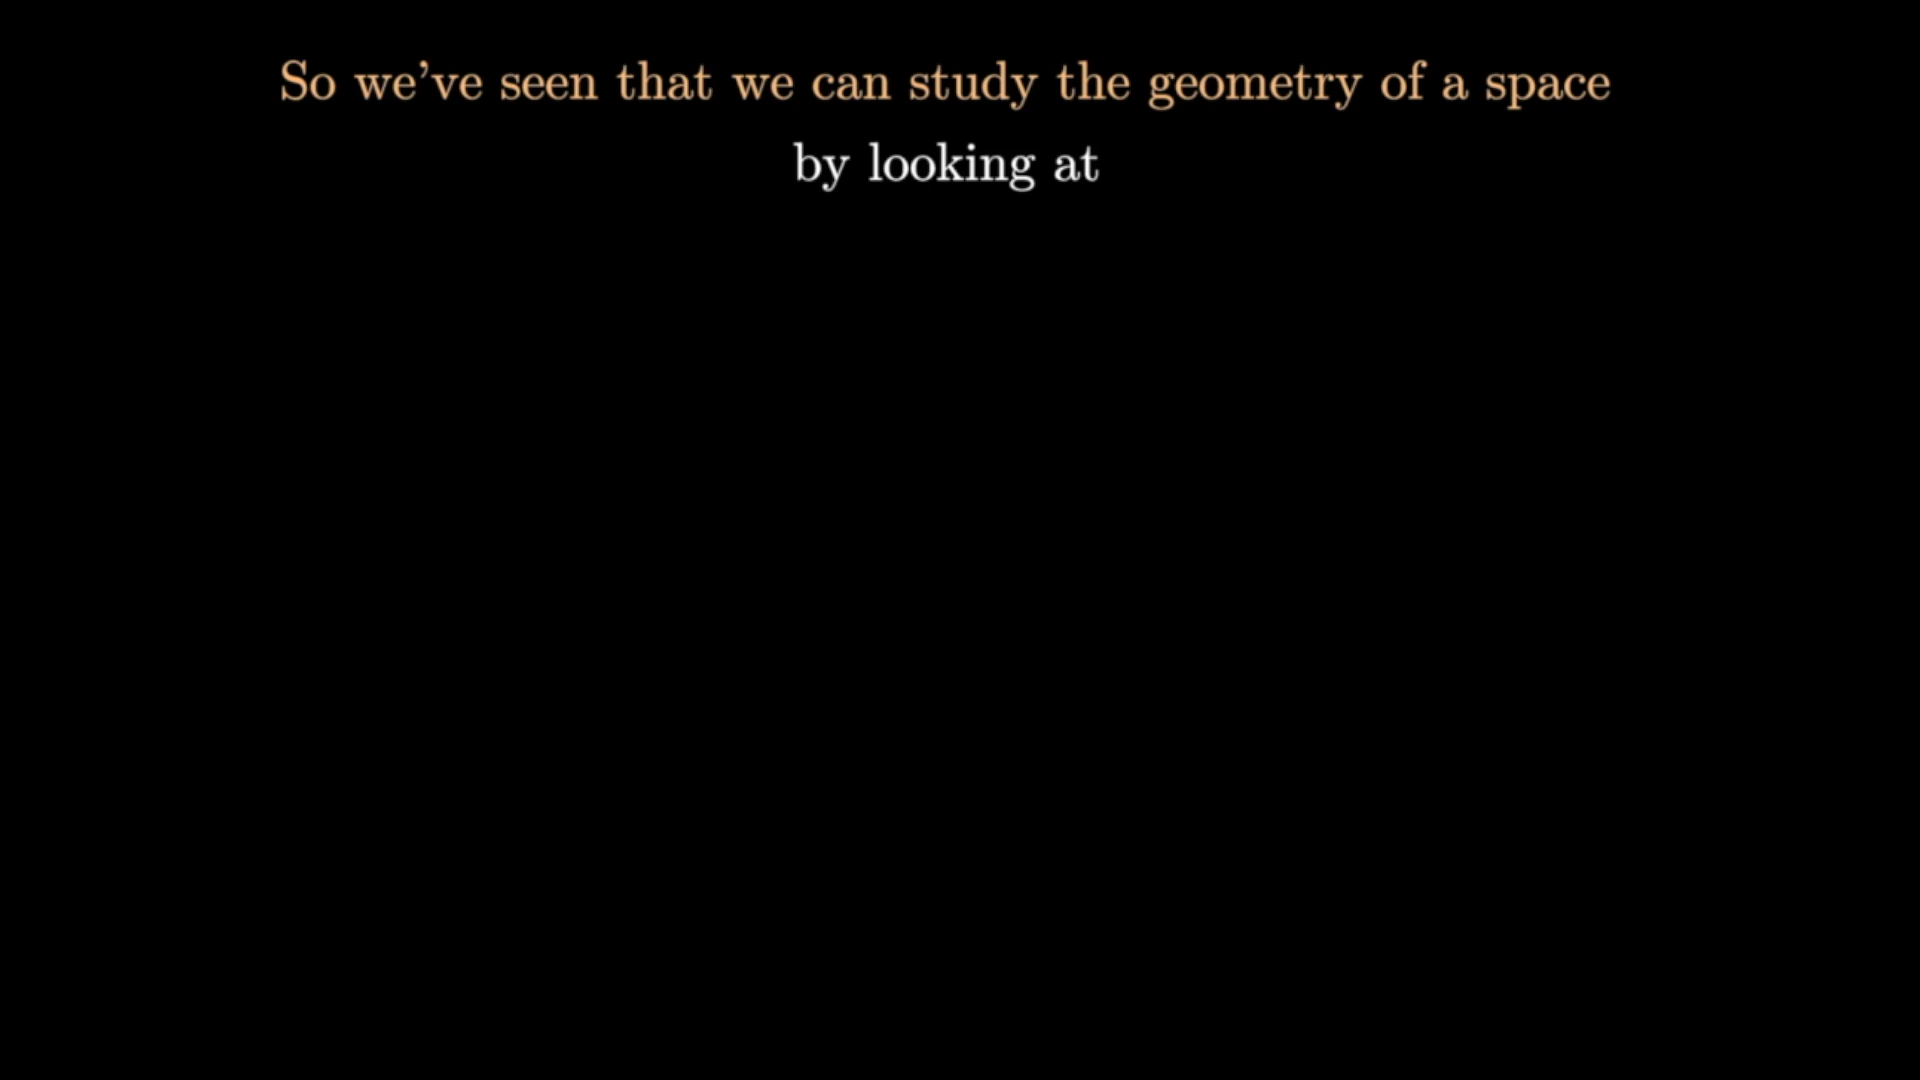 So we’ve seen that we can study the geometry of a space
by looking at